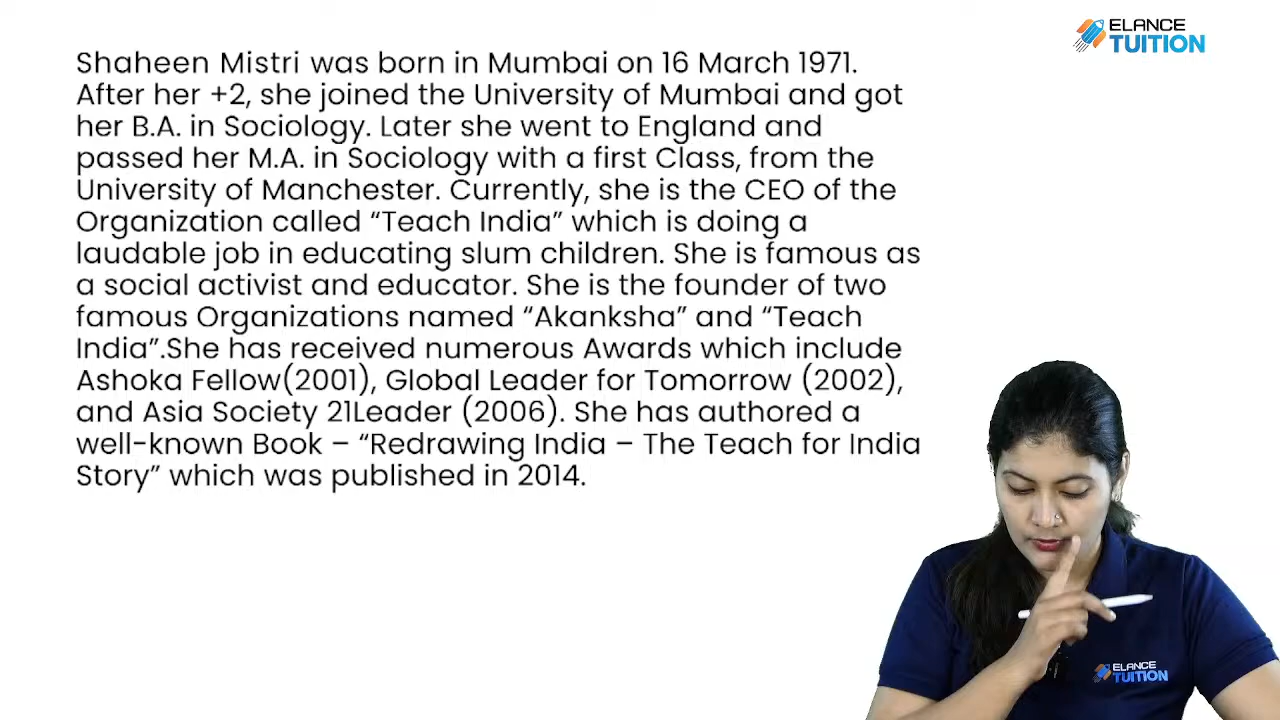 ELANCE
TUITION
Shaheen Mistri was born in Mumbai on 16 March 1971.
After her +2, she joined the University of Mumbai and got
her B.A. in Sociology. Later she went to England and
passed her M.A. in Sociology with a first Class, from the
University of Manchester. Currently, she is the CEO of the
Organization called “Teach India” which is doing a
laudable job in educating slum children. She is famous as
a social activist and educator. She is the founder of two
famous Organizations named “Akanksha” and “Teach
India”.She has received numerous Awards which include
Ashoka Fellow(2001), Global Leader for Tomorrow (2002),
and Asia Society 21Leader (2006). She has authored a
well-known Book – “Redrawing India – The Teach for India
Story” which was published in 2014.
ELANCE
TUITION